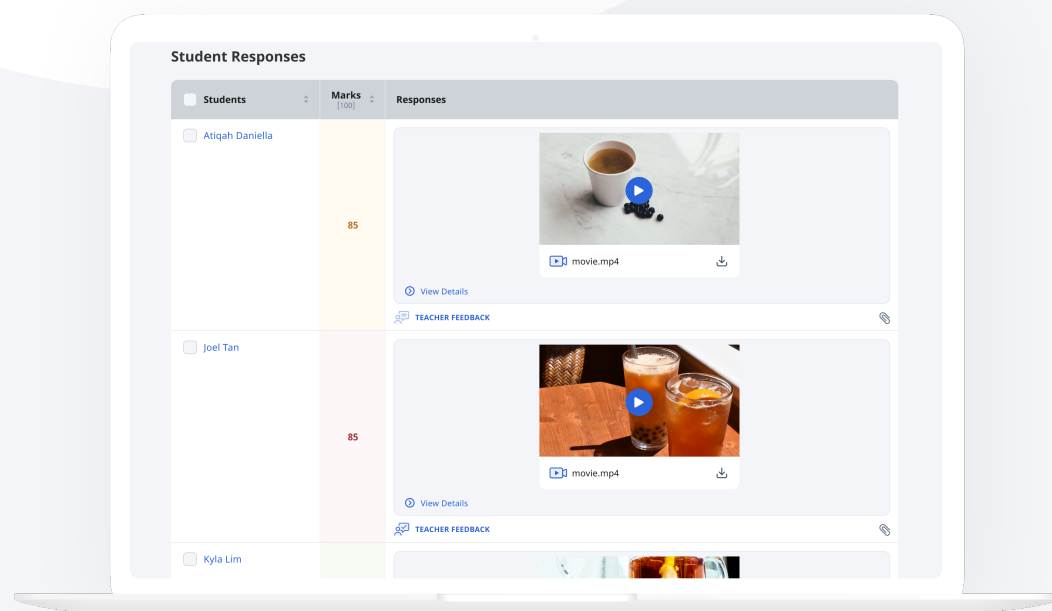 Student Responses
Students
Marks
[100]
Responses
Atiqah Daniella
85
movie.mp4
View Details
TEACHER FEEDBACK
Joel Tan
85
movie.mp4
View Details
TEACHER FEEDBACK
Kyla Lim